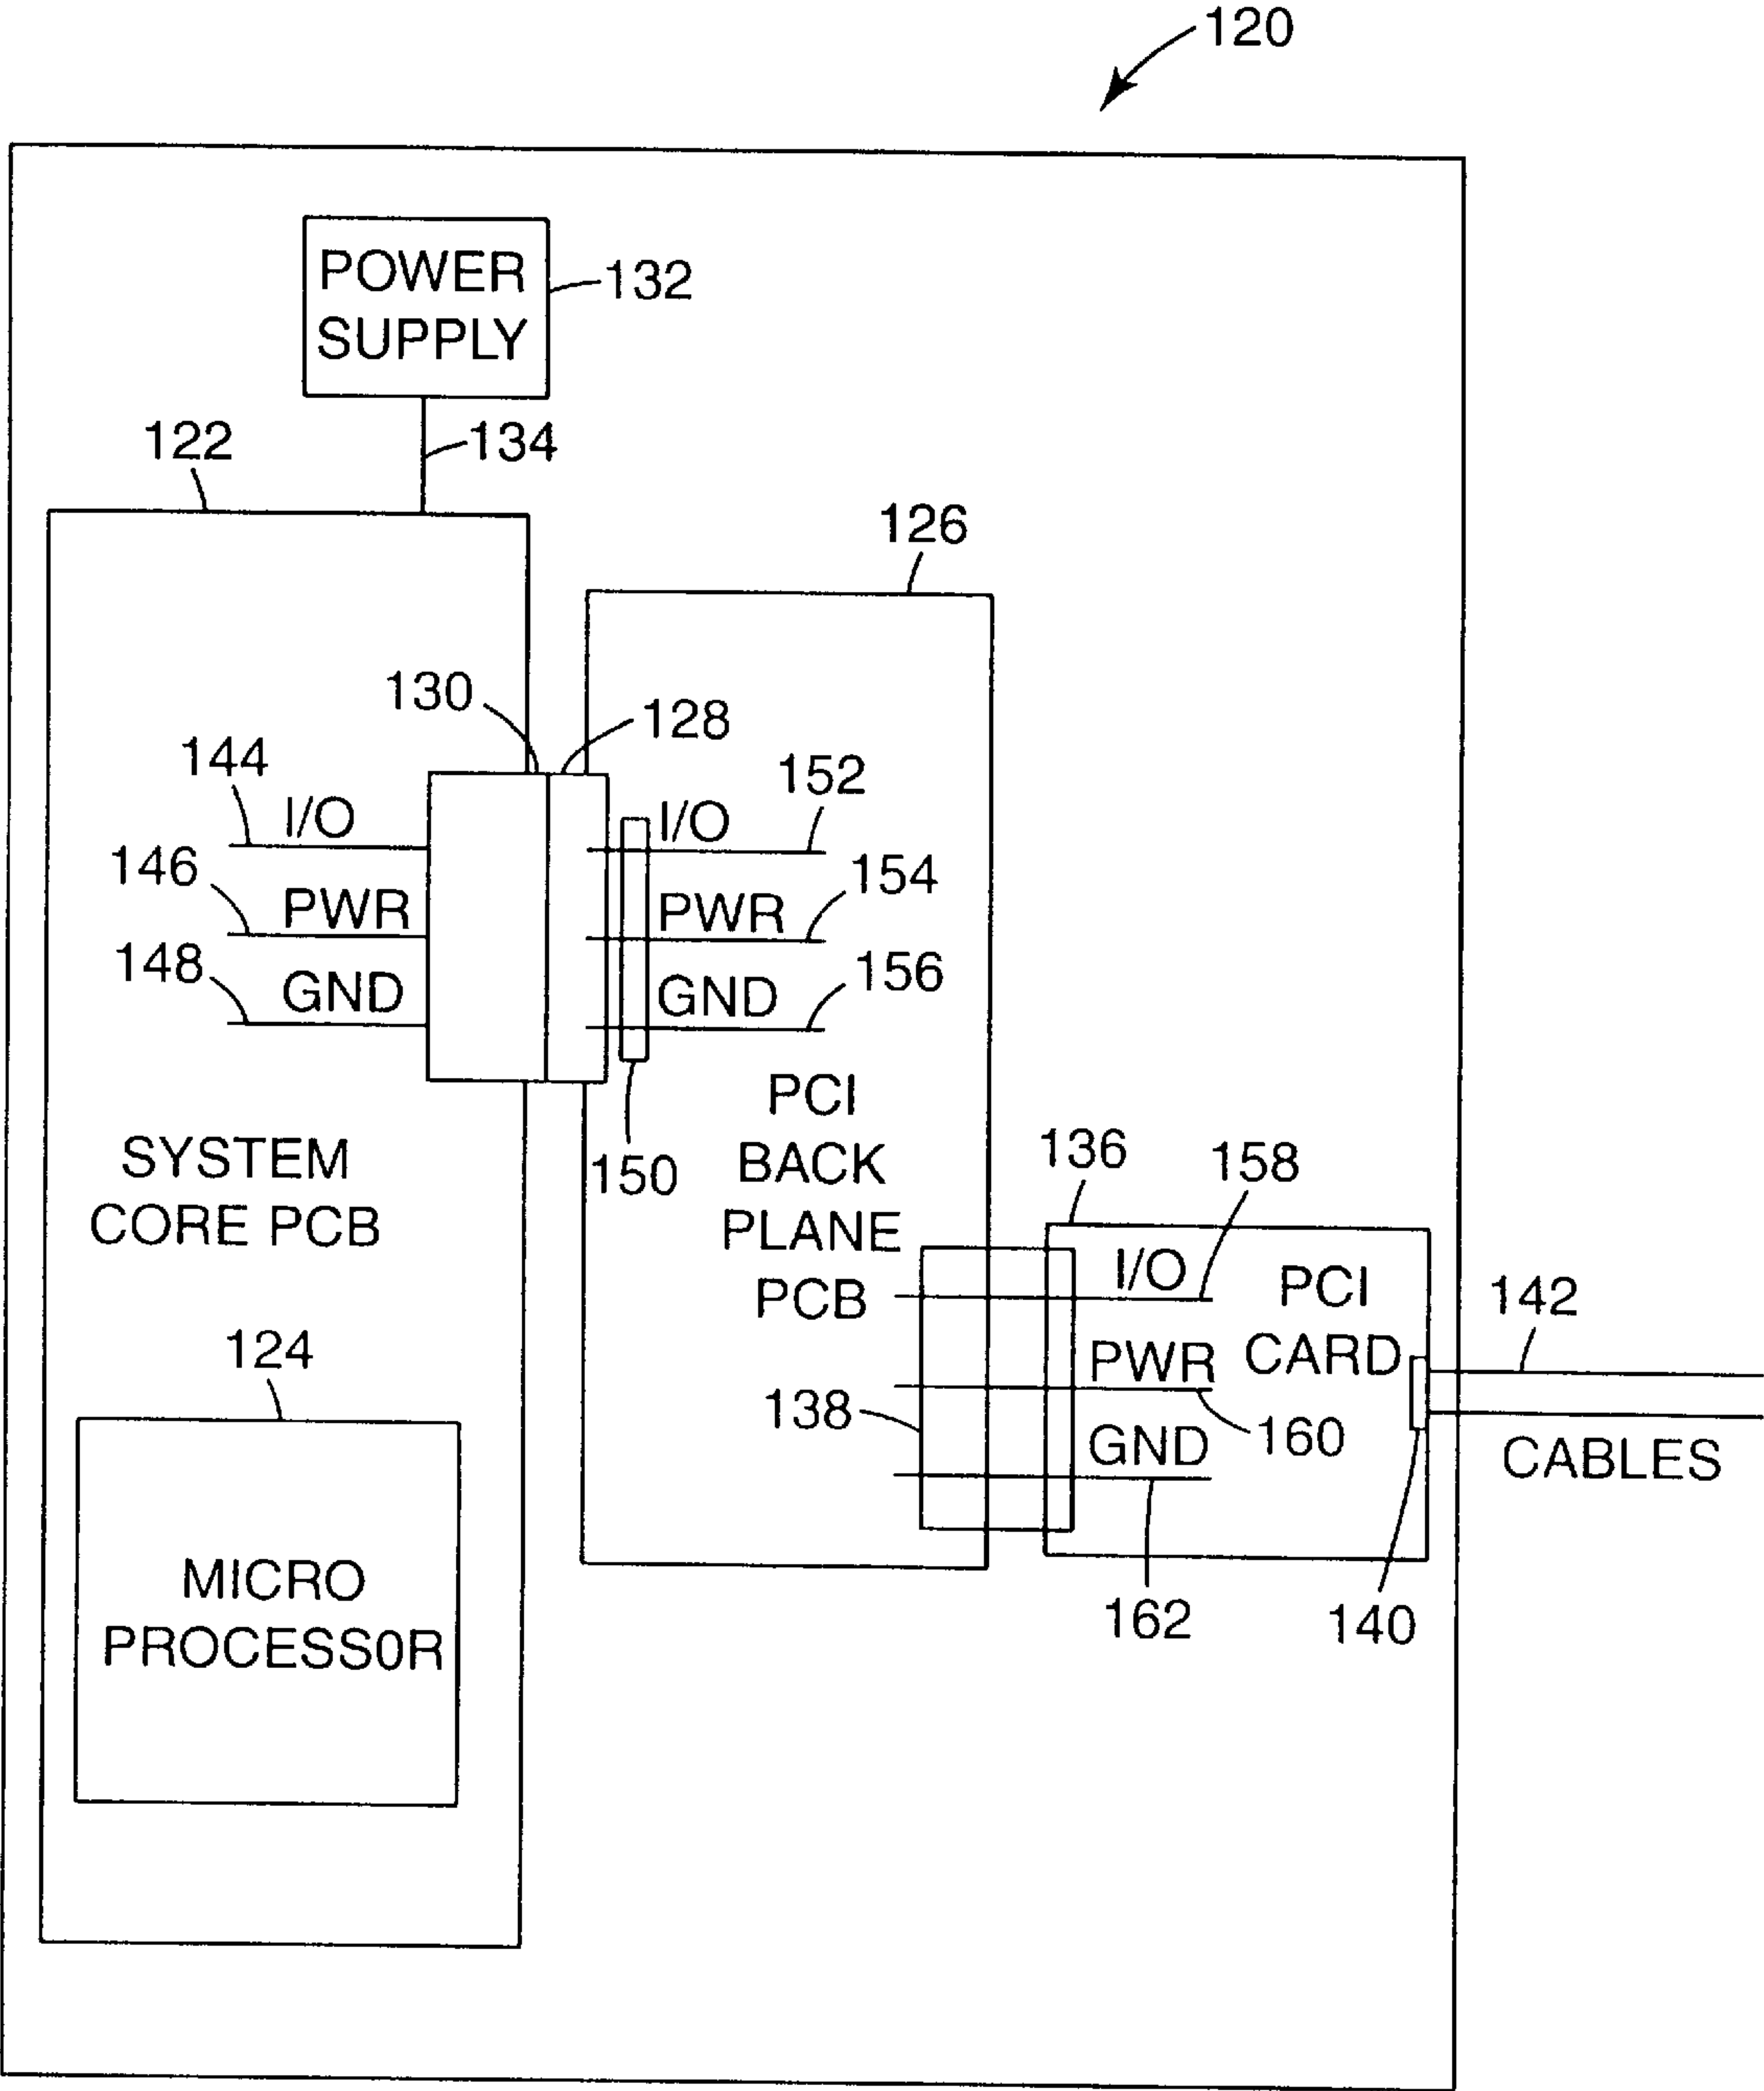 120
POWER
SUPPLY
132
134
122
126
130
128
144
I/O
I/O
152
146
PWR
PWR
154
148
GND
GND
156
150
SYSTEM
CORE PCB
PCI
BACK
PLANE
PCB
136
158
I/O
PCI
CARD
142
PWR
160
138
GND
CABLES
162
140
124
MICRO
PROCESS0R